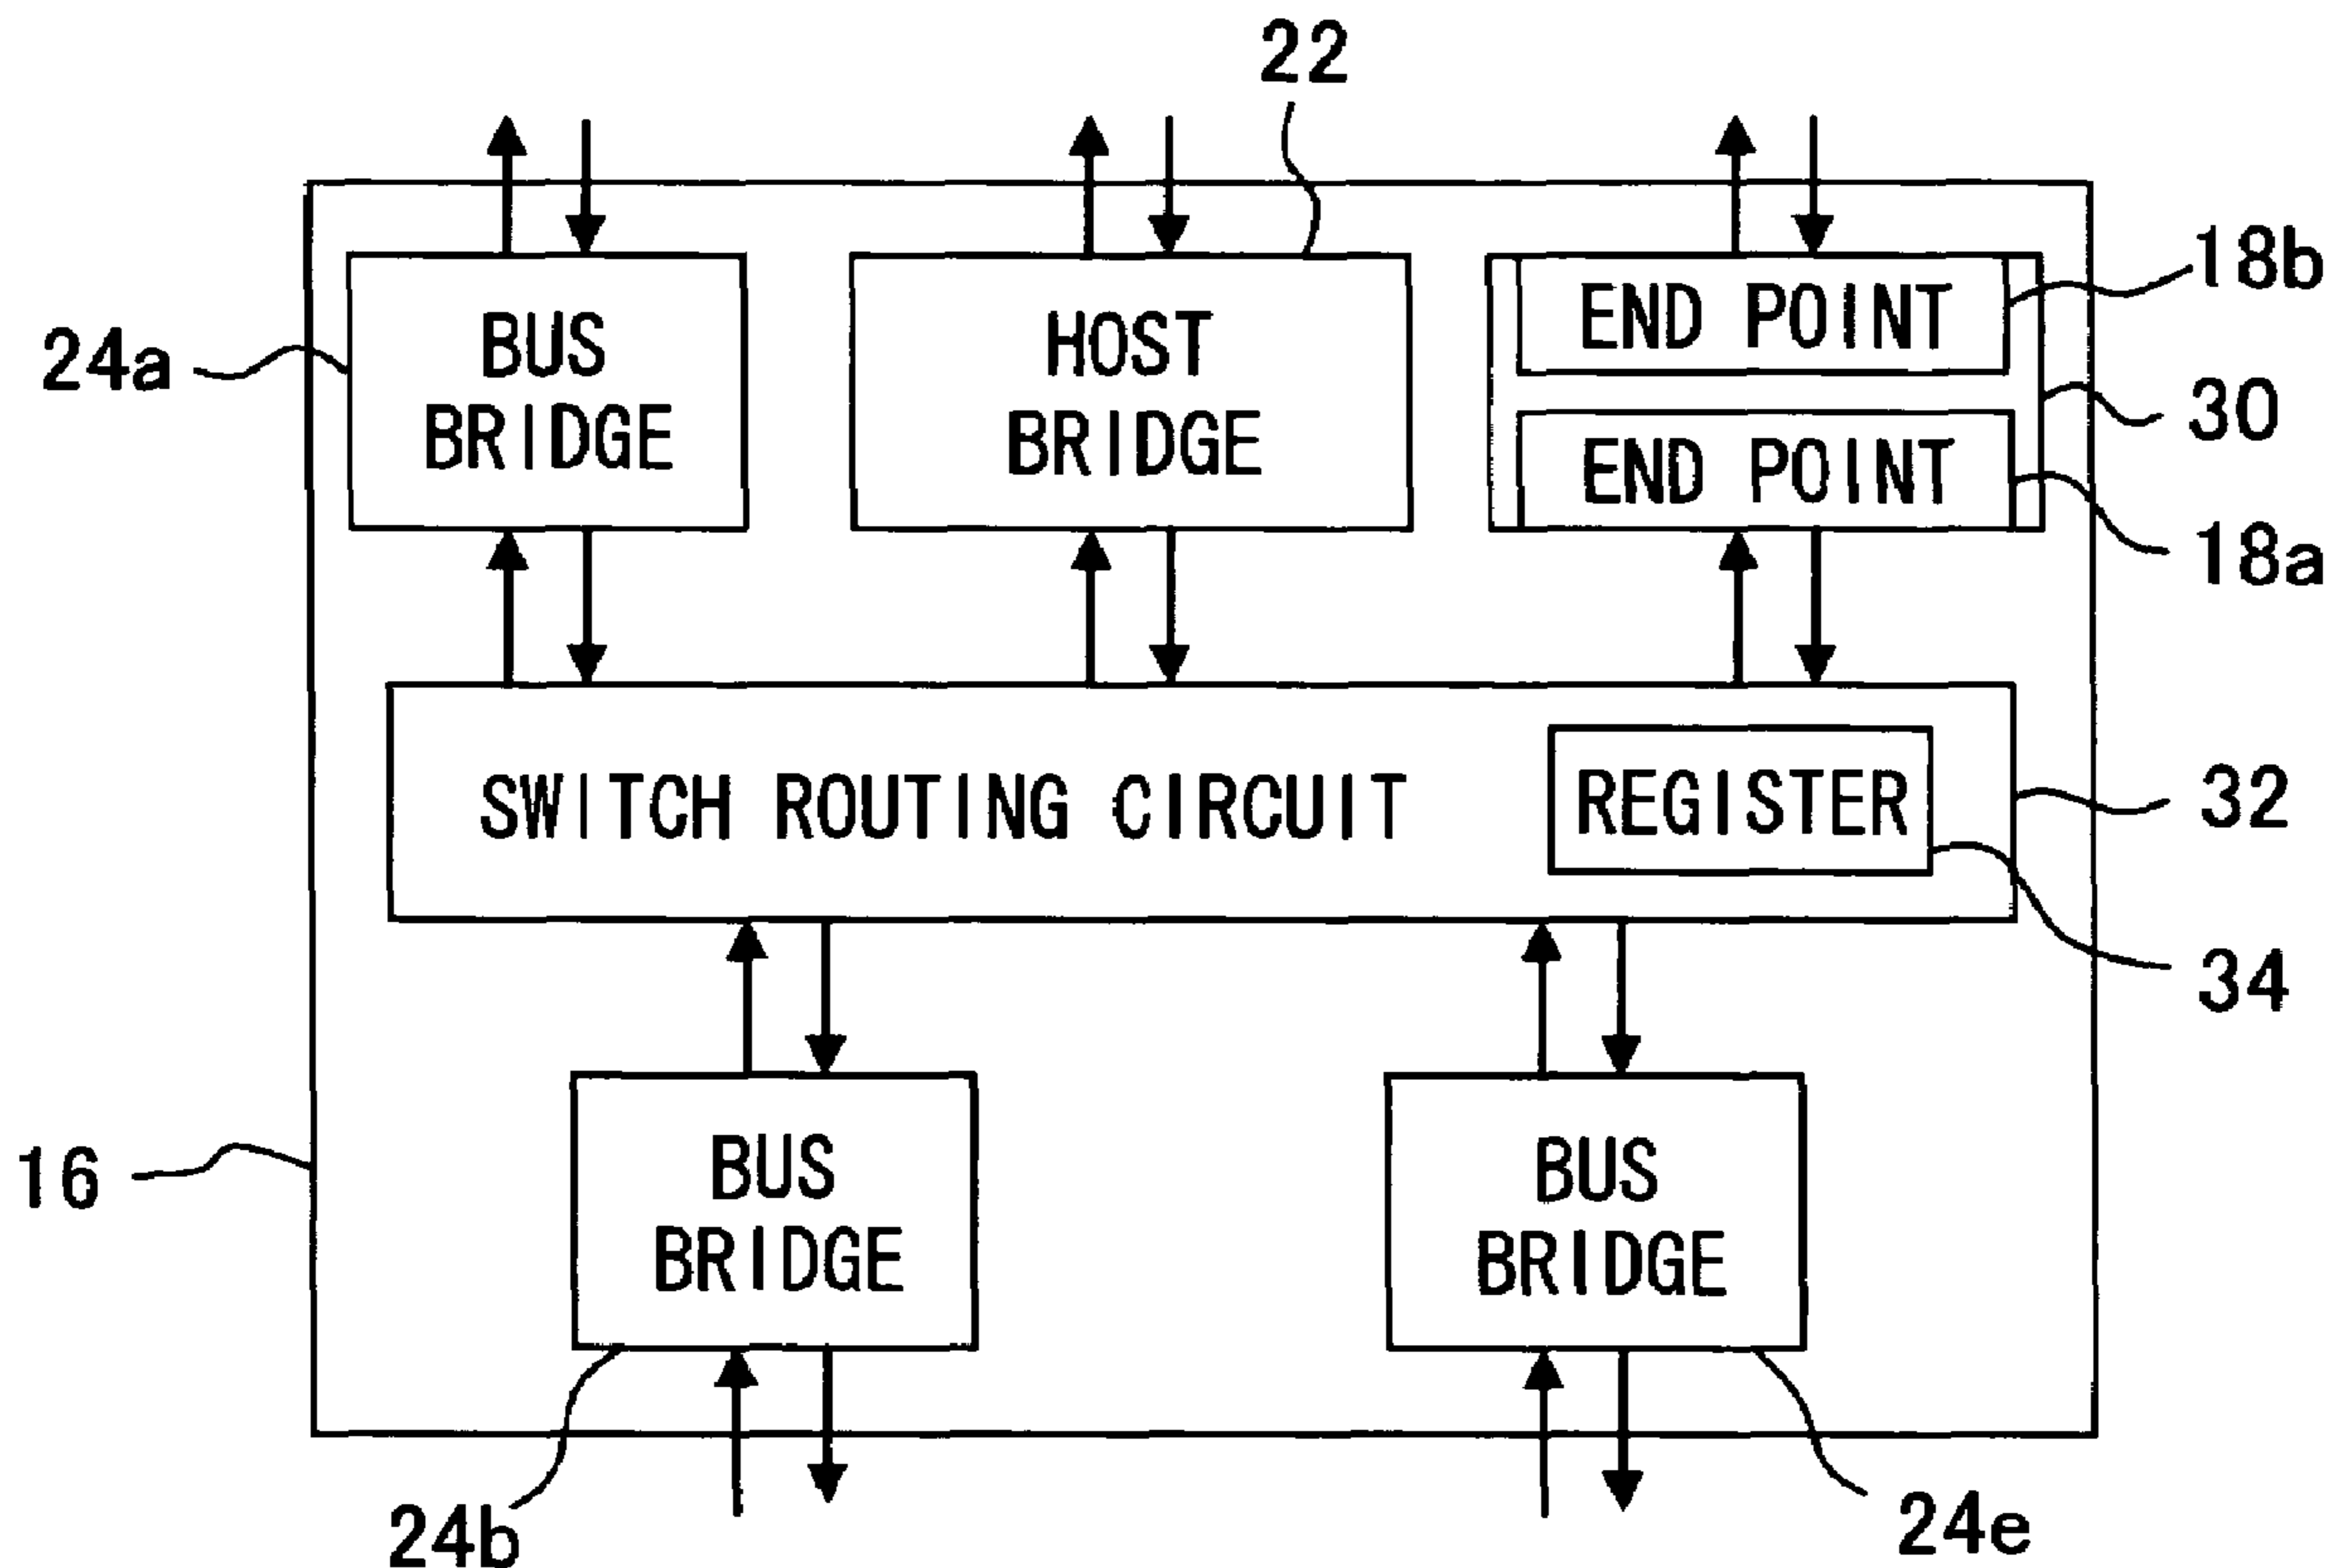 22
BUS
BRIDGE
HOST
BRIDGE
END POINT
END POINT
18b
24a
30
18a
SWITCH ROUTING CIRCUIT
REGISTER
32
34
BUS
BRIDGE
BUS
BRIDGE
16
24b
24e